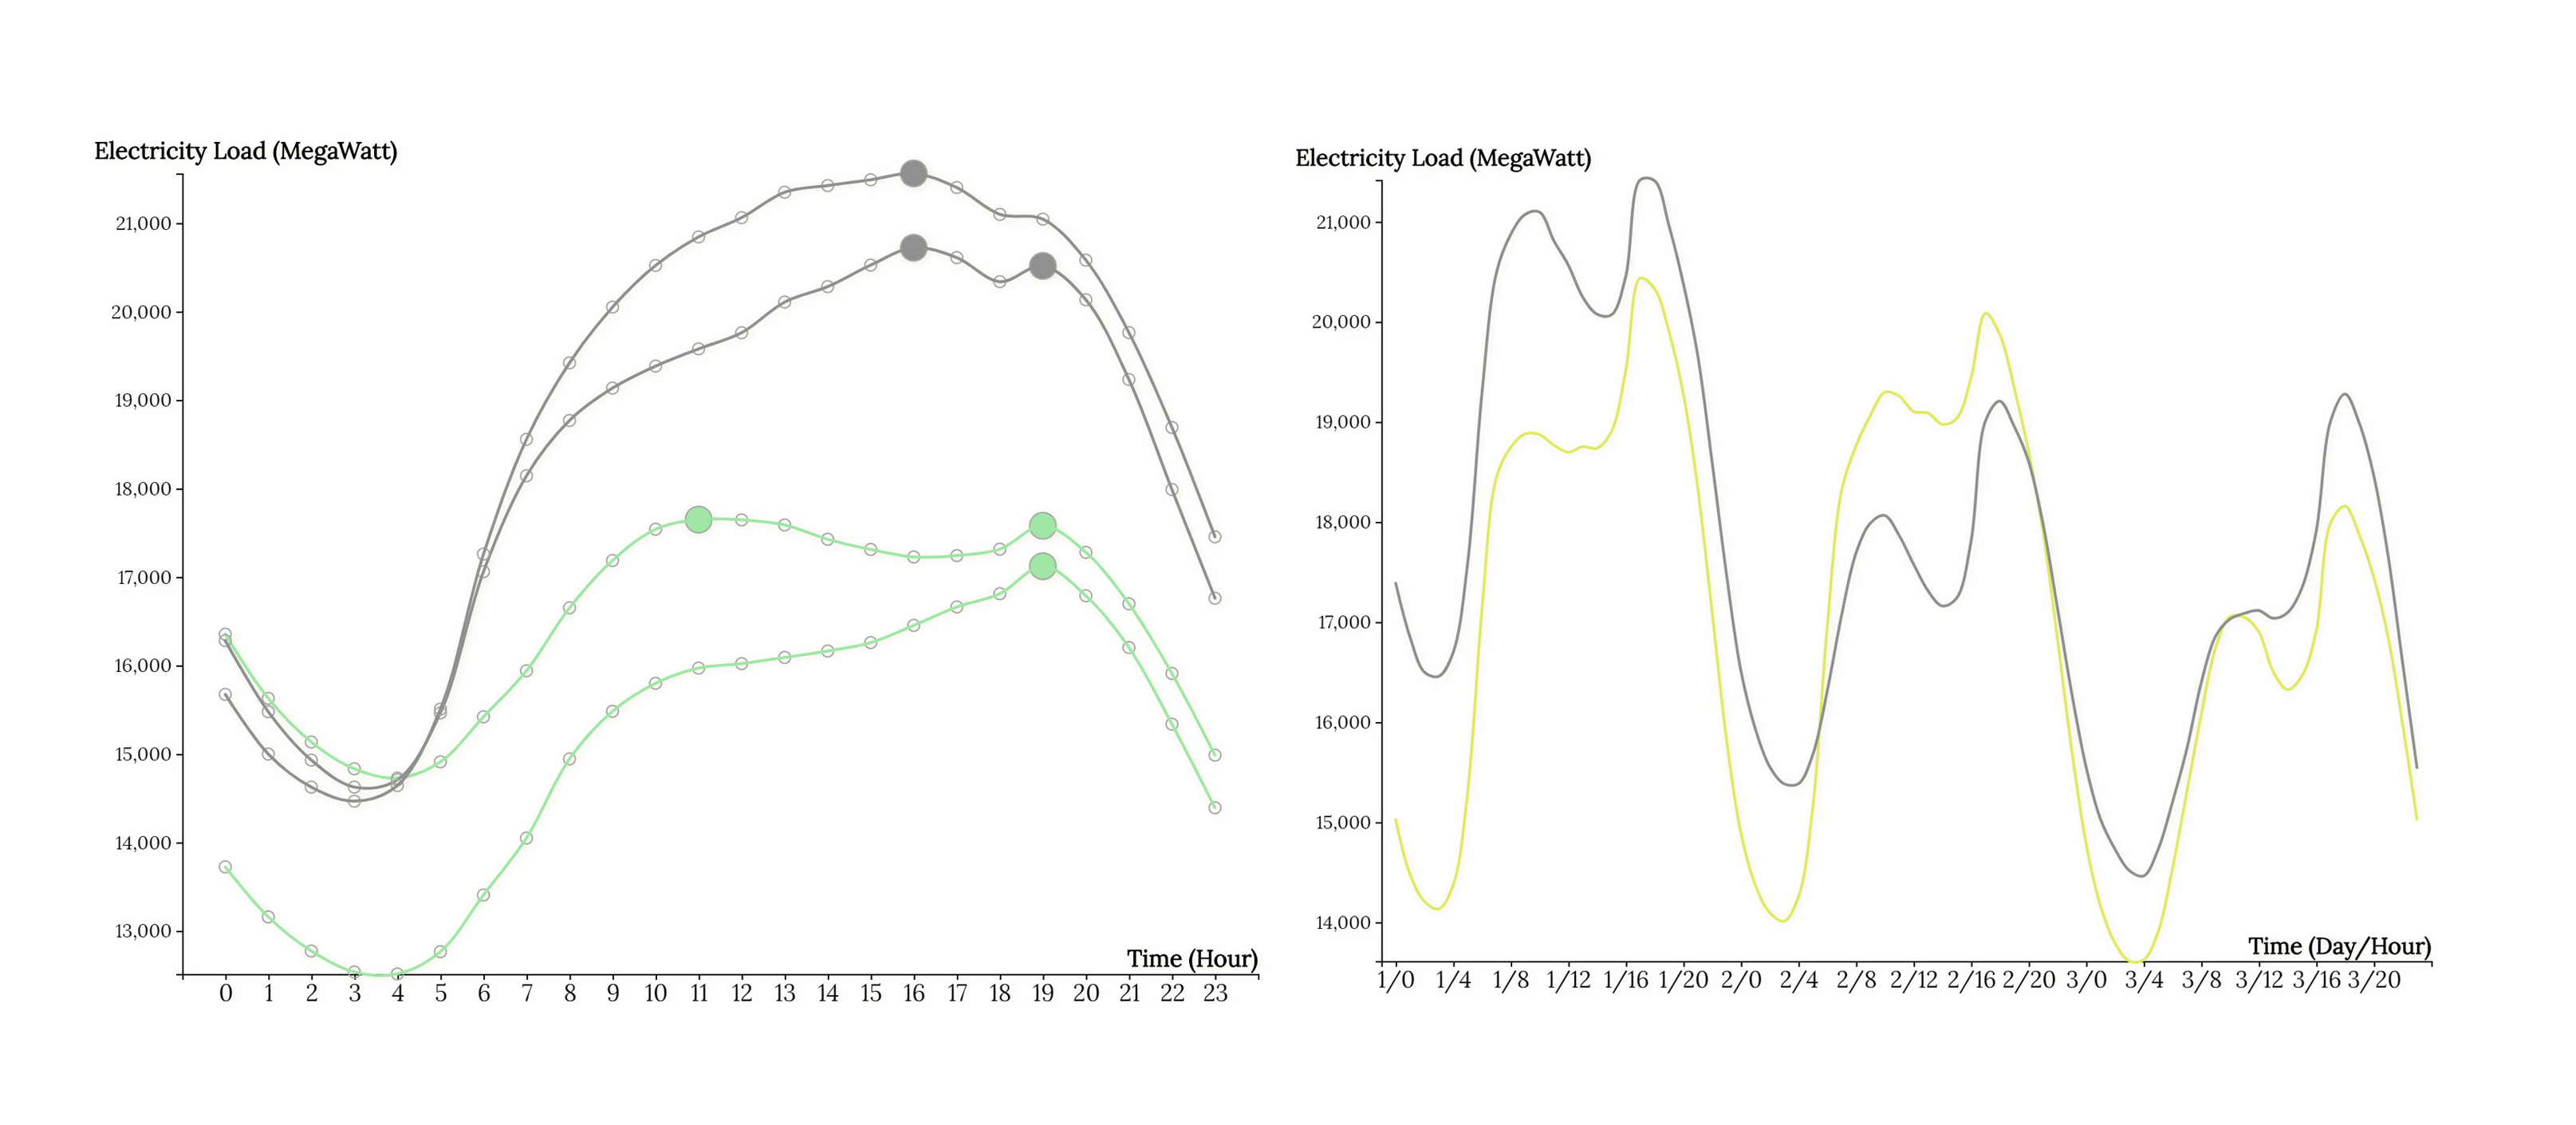 Electricity Load (MegaWatt)
21,000
20,000
19,000
18,000
17,000
16,000
15,000
14,000
13,000
Time (Hour)
0 1 2 3 4 5 6 7 8 9 10 11 12 13 14 15 16 17 18 19 20 21 22 23
Electricity Load (MegaWatt)
21,000
20,000
19,000
18,000
17,000
16,000
15,000
14,000
Time (Day/Hour)
1/0 1/4 1/8 1/12 1/16 1/20 2/0 2/4 2/8 2/12 2/16 2/20 3/0 3/4 3/8 3/12 3/16 3/20